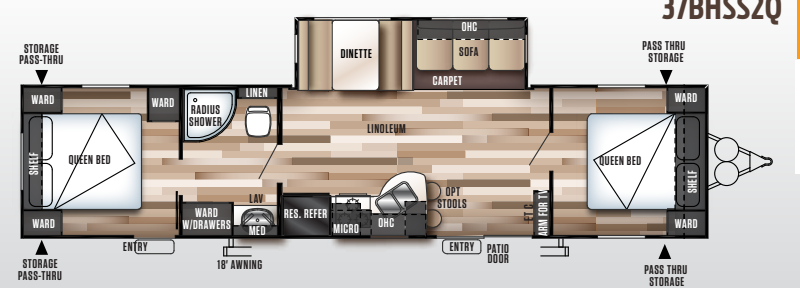 37BHSS2Q
STORAGE
PASS-THRU
PASS THRU
STORAGE
OHC
DINETTE
SOFA
CARPET
WARD
WARD
LINEN
WARD
RADIUS
SHOWER
LINOLEUM
SHELF
QUEEN BED
QUEEN BED
SHELF
OPT
STOOLS
LAV
WARD
WARD
W/DRAWERS
MED
RES. REFER
MICRO
OHC
ARM FOR TV
WARD
ENTRY
ENTRY
PATIO
DOOR
18' AWNING
STORAGE
PASS-THRU
PASS THRU
STORAGE